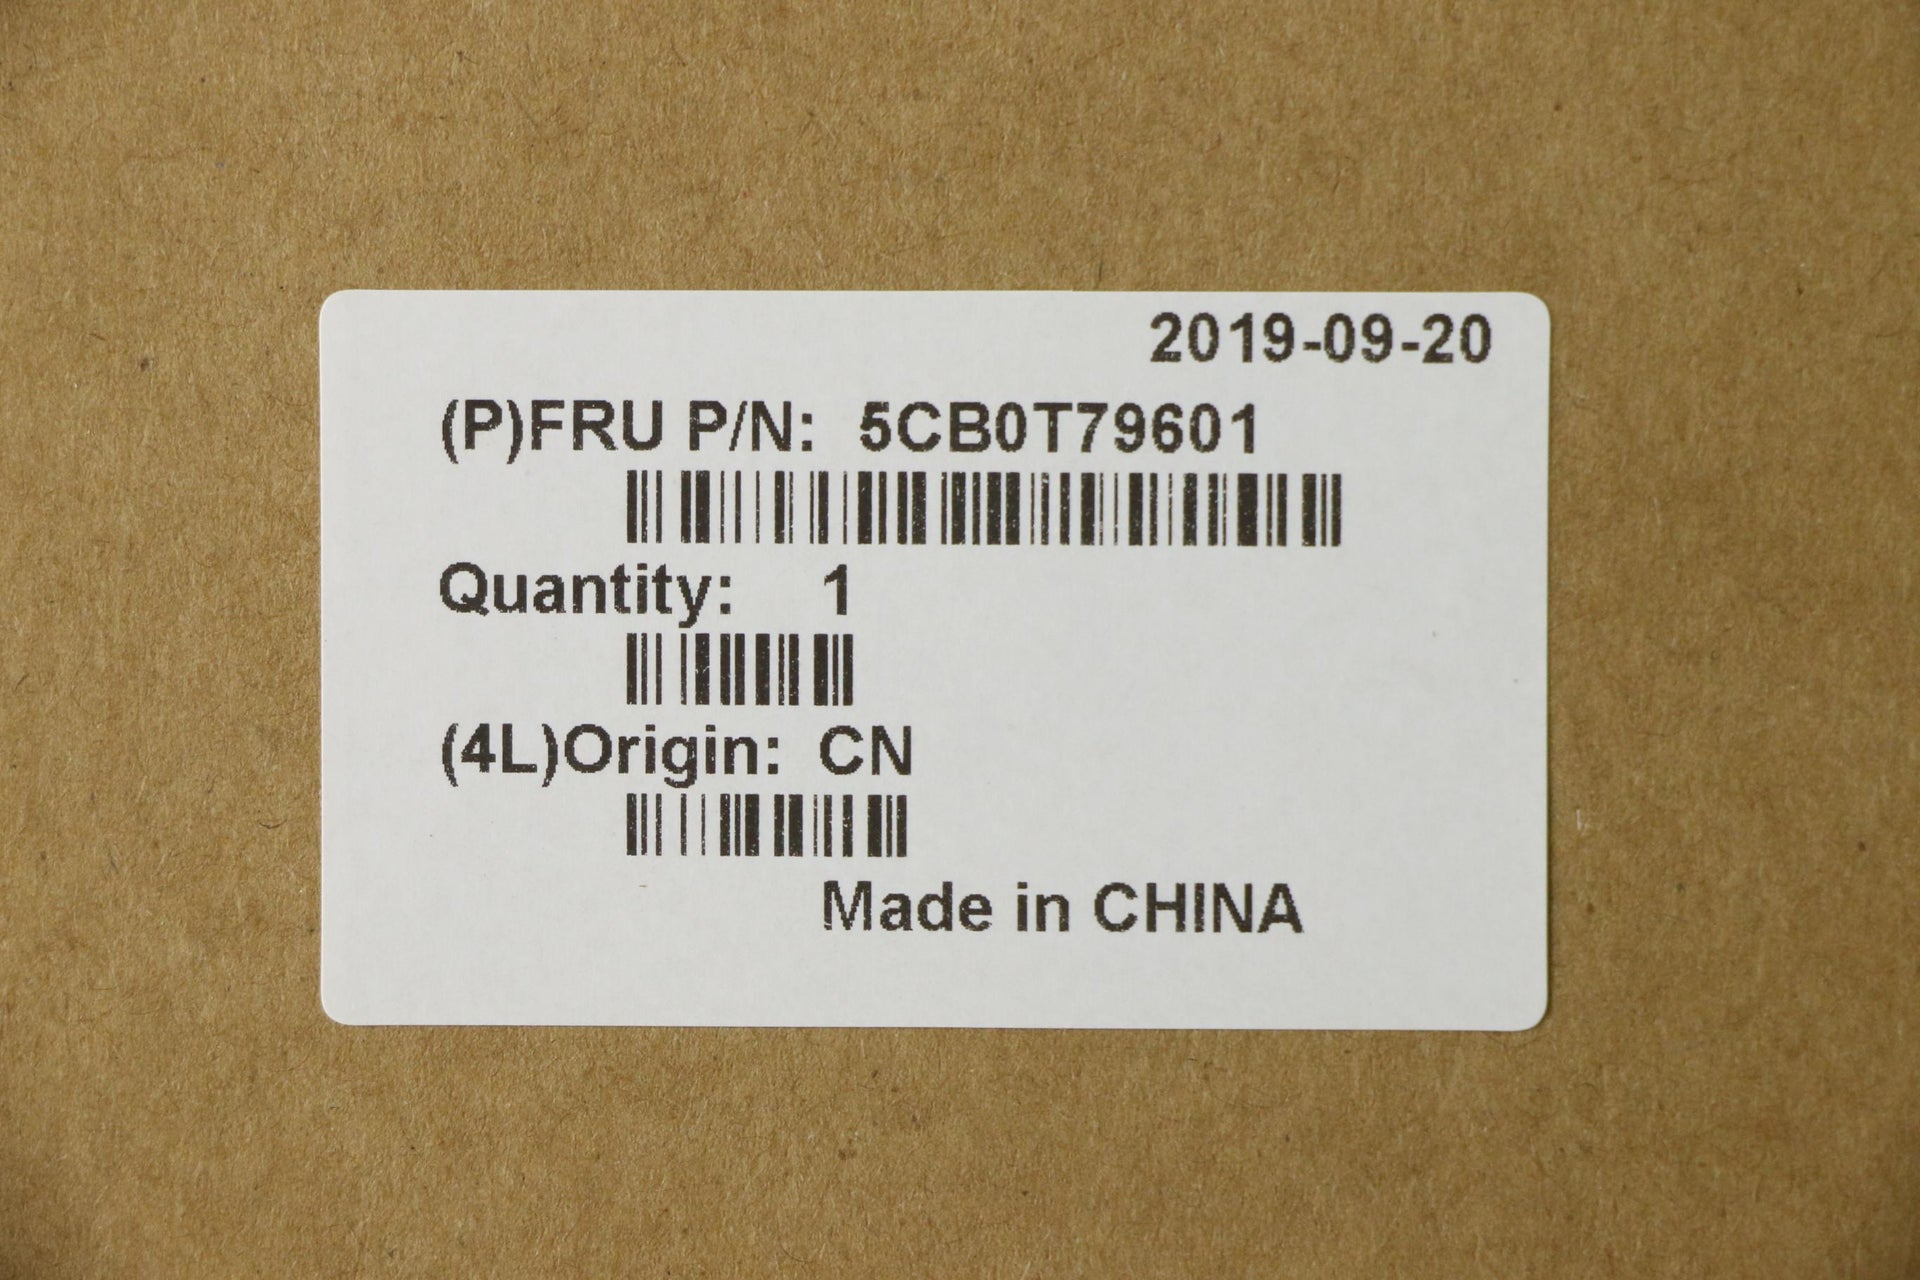 2019-09-20
(P)FRU P/N: 5CB0T79601
Quantity: 1
(4L)Origin: CN
Made in CHINA